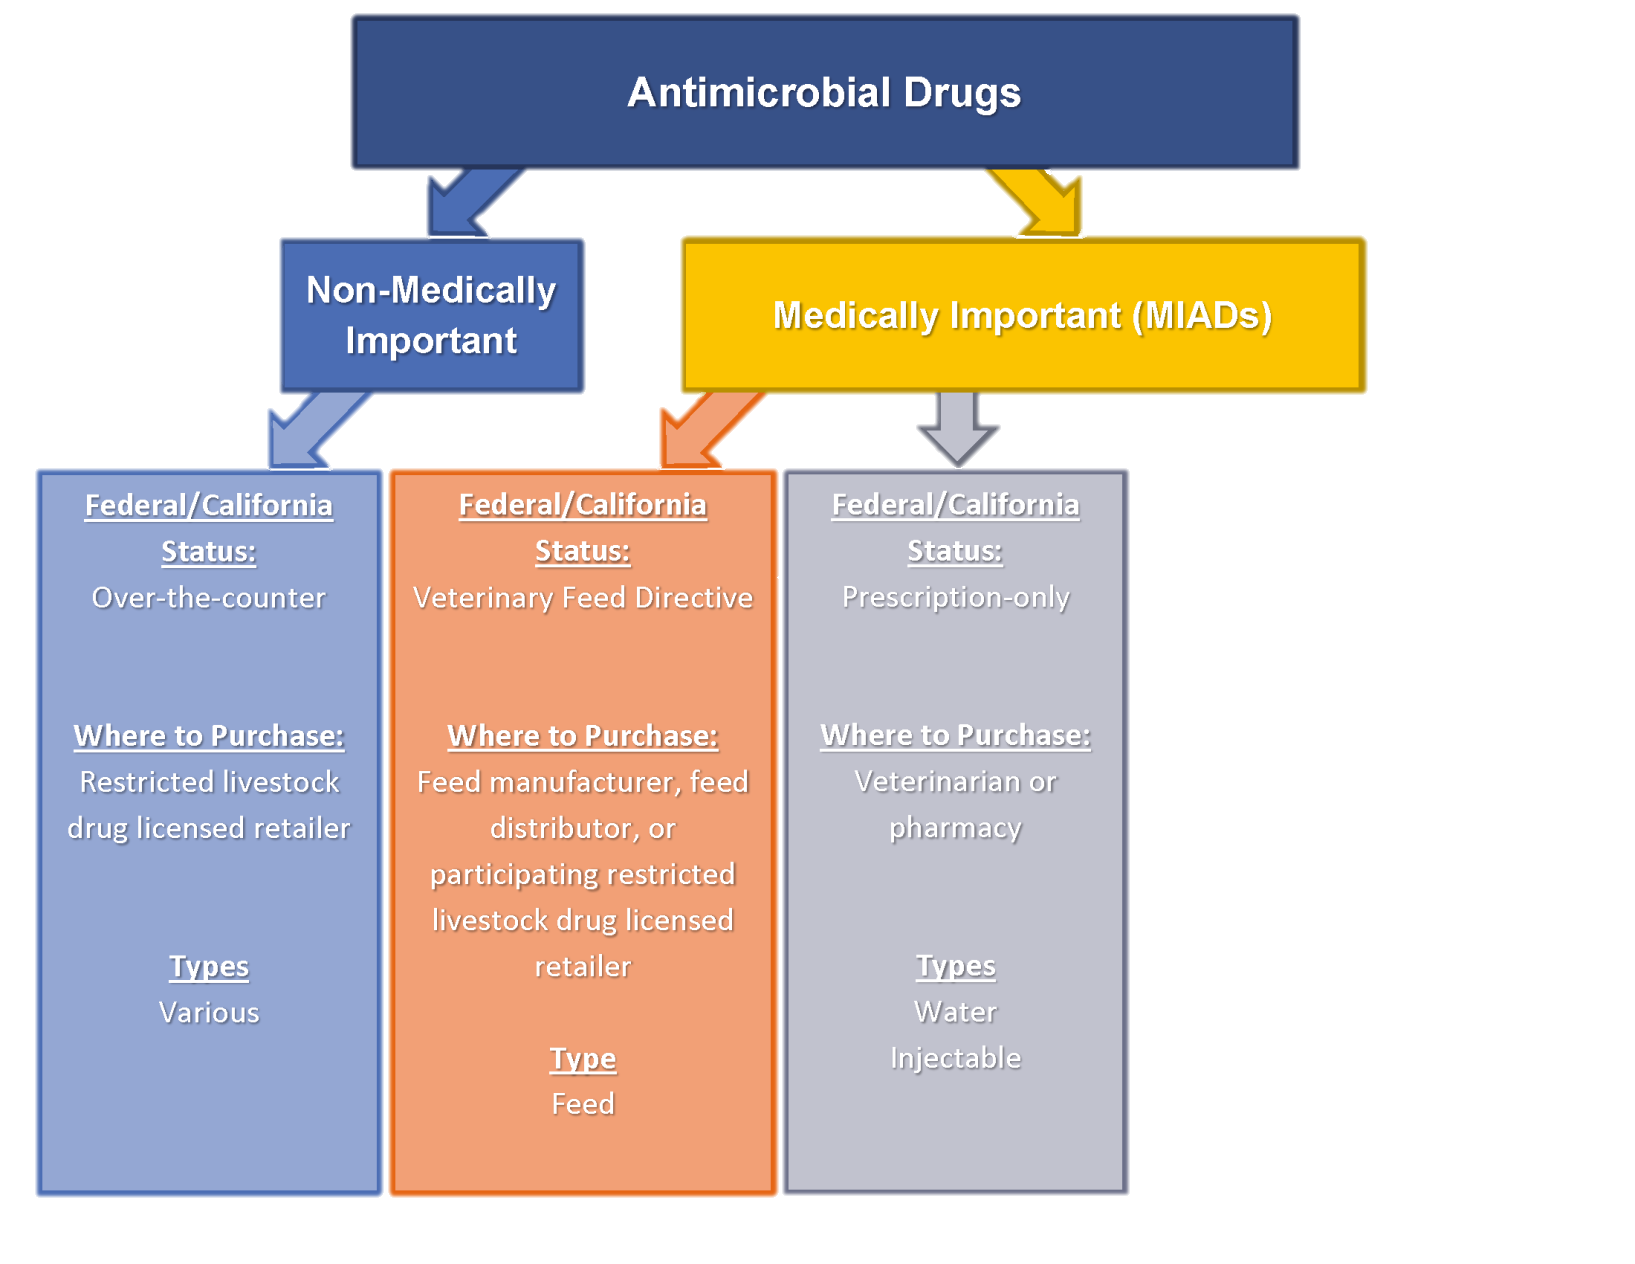 Antimicrobial Drugs
Non-Medically
Important
Medically Important (MIADs)
Federal/California
Status:
Over-the-counter
Where to Purchase:
Restricted livestock
drug licensed retailer
Types
Various
Federal/California
Status:
Veterinary Feed Directive
Where to Purchase:
Feed manufacturer, feed
distributor, or
participating restricted
livestock drug licensed
retailer
Type
Feed
Federal/California
Status:
Prescription-only
Where to Purchase:
Veterinarian or
pharmacy
Types
Water
Injectable